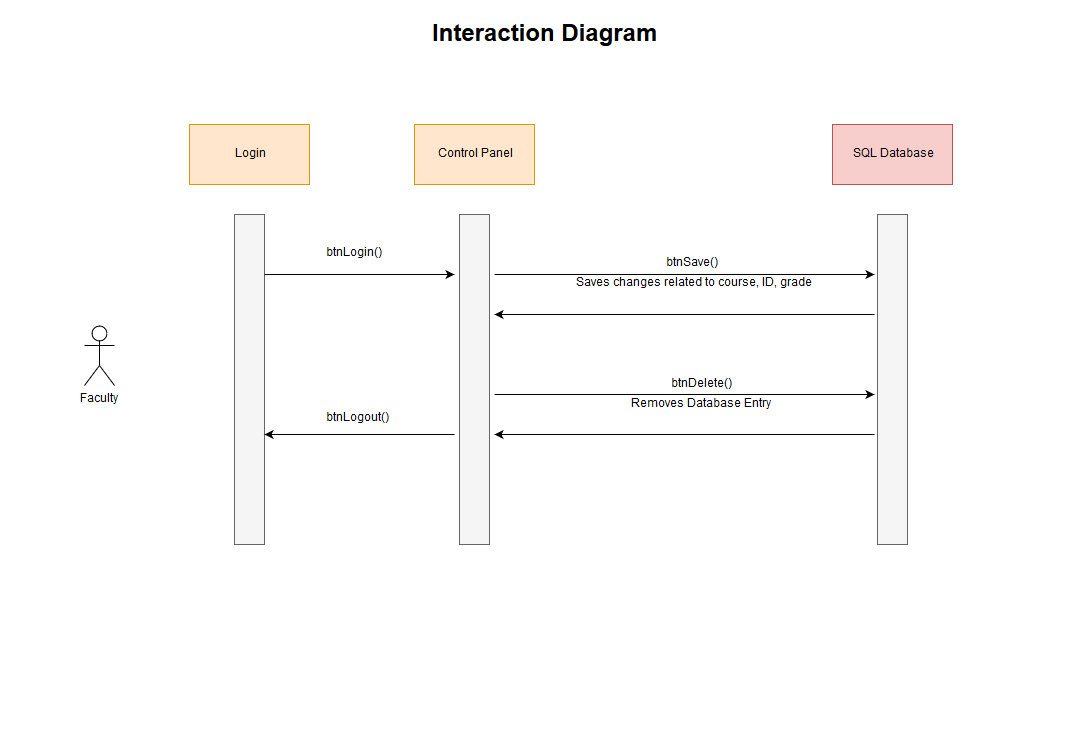 Interaction Diagram
Login
Control Panel
SQL Database
btnLogin()
btnSave()
Saves changes related to course, ID, grade
btnDelete()
Removes Database Entry
Faculty
btnLogout()